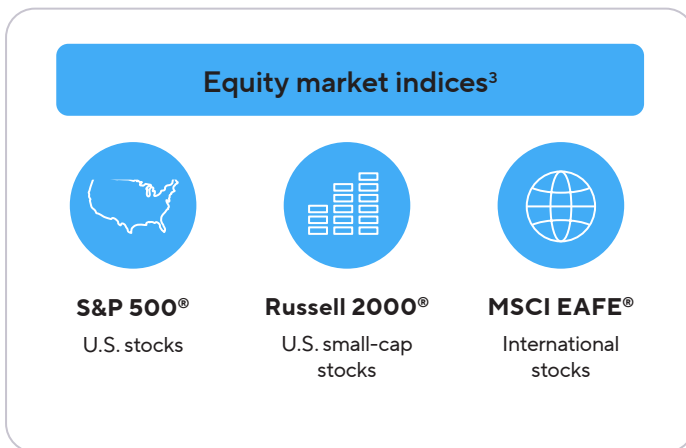 Equity market indices³
S&P 500®
U.S. stocks
Russell 2000®
U.S. small-cap
stocks
MSCI EAFE®
International
stocks